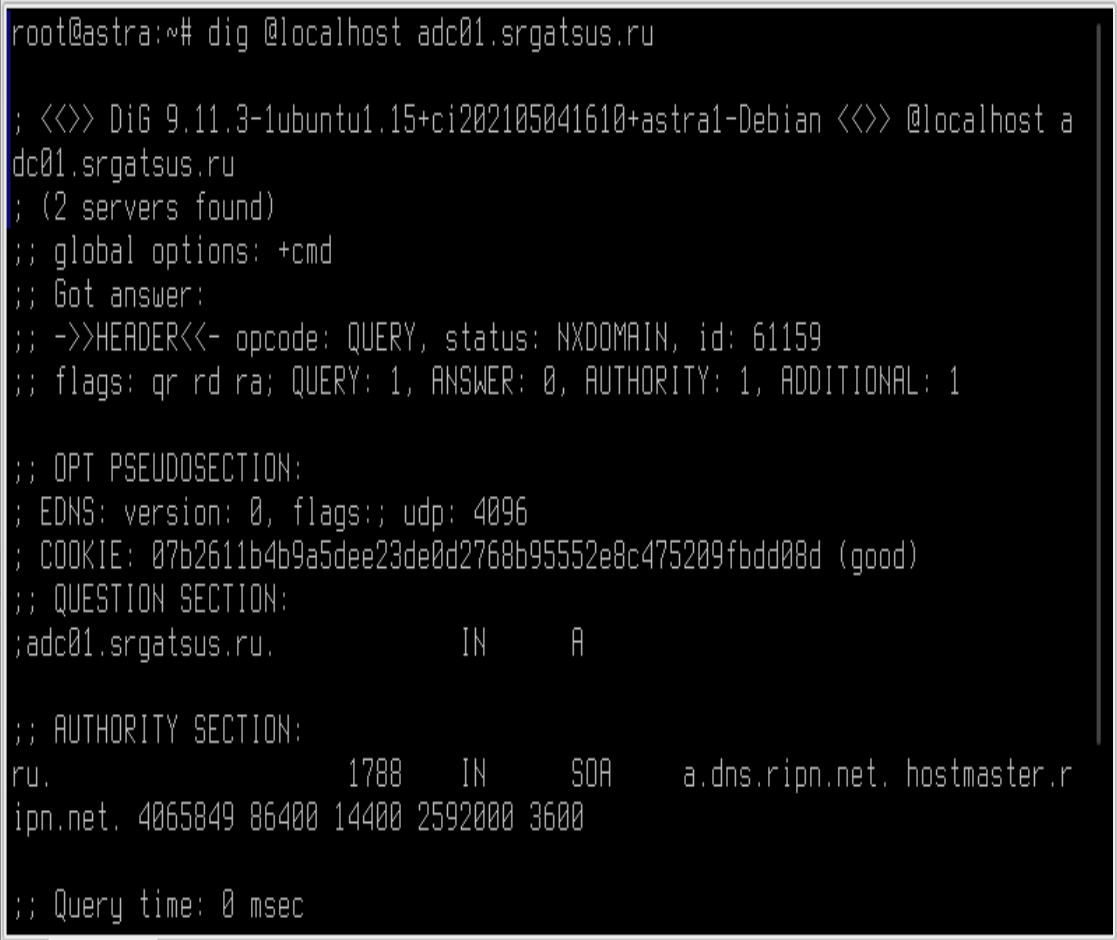 root@astra:~# dig @localhost adc01.srgatsus.ru
; <<>> DiG 9.11.3-1ubuntu1.15+ci202105041610+astra1-Debian <<>> @localhost a
dc01.srgatsus.ru
; (2 servers found)
;; global options: +cmd
;; Got answer:
;; ->>HEADER<<- opcode: QUERY, status: NXDOMAIN, id: 61159
;; flags: qr rd ra; QUERY: 1, ANSWER: 0, AUTHORITY: 1, ADDITIONAL: 1
;; OPT PSEUDOSECTION:
; EDNS: version: 0, flags:; udp: 4096
; COOKIE: 07b2611b4b9a5dee23de0d2768b95552e8c475209fbdd08d (good)
;; QUESTION SECTION:
;adc01.srgatsus.ru. IN A
;; AUTHORITY SECTION:
ru. 1788 IN SOA a.dns.ripn.net. hostmaster.r
ipn.net. 4065849 86400 14400 2592000 3600
;; Query time: 0 msec